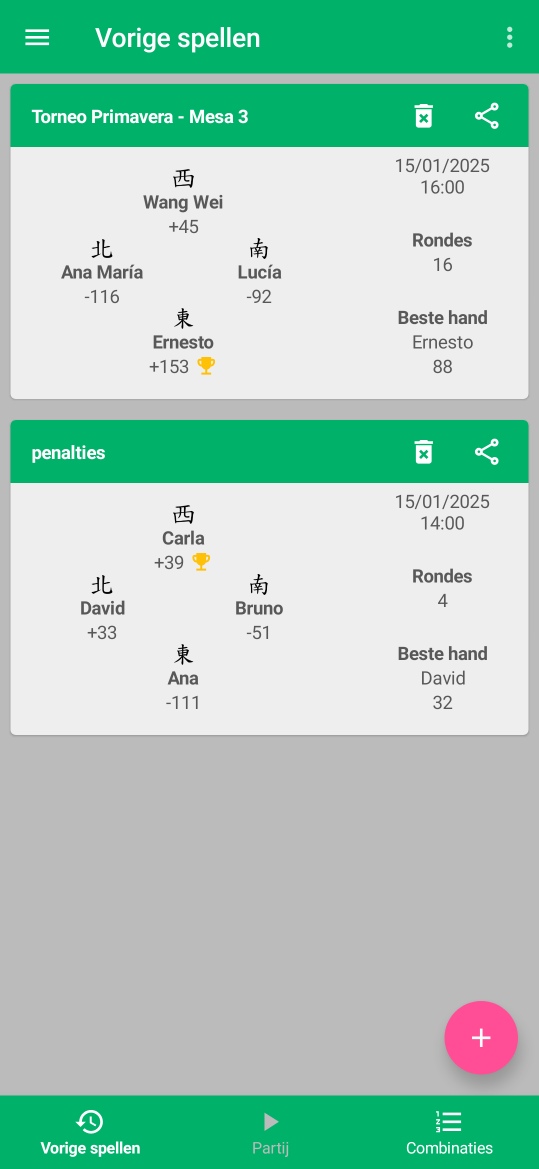 Vorige spellen
Torneo Primavera - Mesa 3
西
Wang Wei
+45
北
Ana María
-116
南
Lucía
-92
東
Ernesto
+153
15/01/2025
16:00
Rondes
16
Beste hand
Ernesto
88
penalties
西
Carla
+39
北
David
+33
南
Bruno
-51
東
Ana
-111
15/01/2025
14:00
Rondes
4
Beste hand
David
32
Vorige spellen
Partij
Combinaties